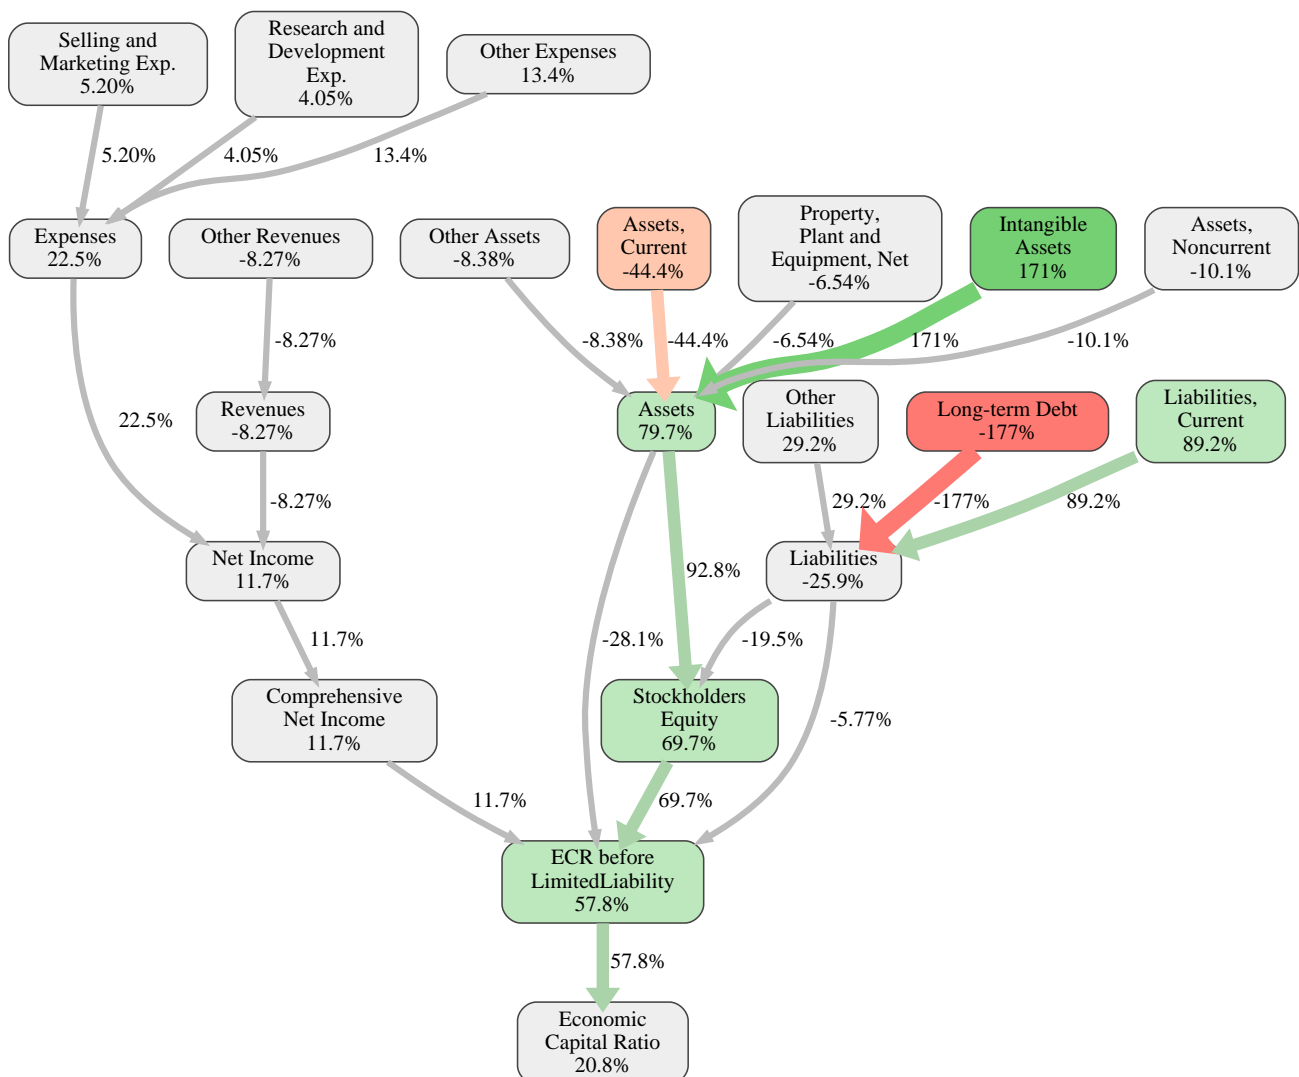 Selling and
Marketing Exp.
5.20%
Research and
Development
Exp.
4.05%
Other Expenses
13.4%
5.20%
4.05%
13.4%
Expenses
22.5%
Other Revenues
-8.27%
Other Assets
-8.38%
Assets,
Current
-44.4%
Property,
Plant and
Equipment, Net
-6.54%
Intangible
Assets
171%
Assets,
Noncurrent
-10.1%
-8.27%
-8.38%
-44.4%
-6.54%
171%
-10.1%
22.5%
Revenues
-8.27%
Assets
79.7%
Other
Liabilities
29.2%
Long-term Debt
-177%
Liabilities,
Current
89.2%
-8.27%
29.2%
-177%
89.2%
Net Income
11.7%
92.8%
Liabilities
-25.9%
11.7%
-28.1%
-19.5%
Comprehensive
Net Income
11.7%
Stockholders
Equity
69.7%
-5.77%
11.7%
69.7%
ECR before
LimitedLiability
57.8%
57.8%
Economic
Capital Ratio
20.8%